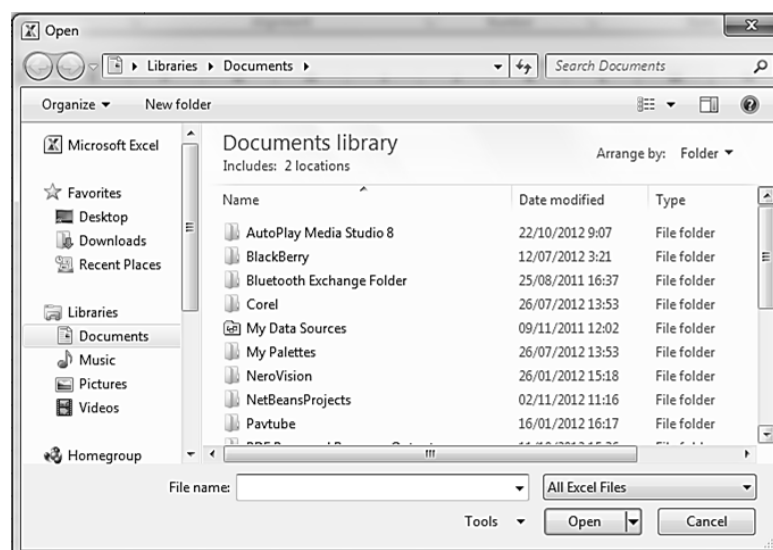 Open
Libraries Documents
Search Documents
Organize New folder
Microsoft Excel
Favorites
Desktop
Downloads
Recent Places
Libraries
Documents
Music
Pictures
Videos
Homegroup
Documents library
Includes: 2 locations
Arrange by: Folder
Name Date modified Type
AutoPlay Media Studio 8 22/10/2012 9:07 File folder
BlackBerry 12/07/2012 3:21 File folder
Bluetooth Exchange Folder 25/08/2011 16:37 File folder
Corel 26/07/2012 13:53 File folder
My Data Sources 09/11/2011 12:02 File folder
My Palettes 26/07/2012 13:53 File folder
NeroVision 26/01/2012 15:18 File folder
NetBeansProjects 02/11/2012 11:16 File folder
Pavtube 16/01/2012 16:17 File folder
File name: All Excel Files
Tools Open Cancel